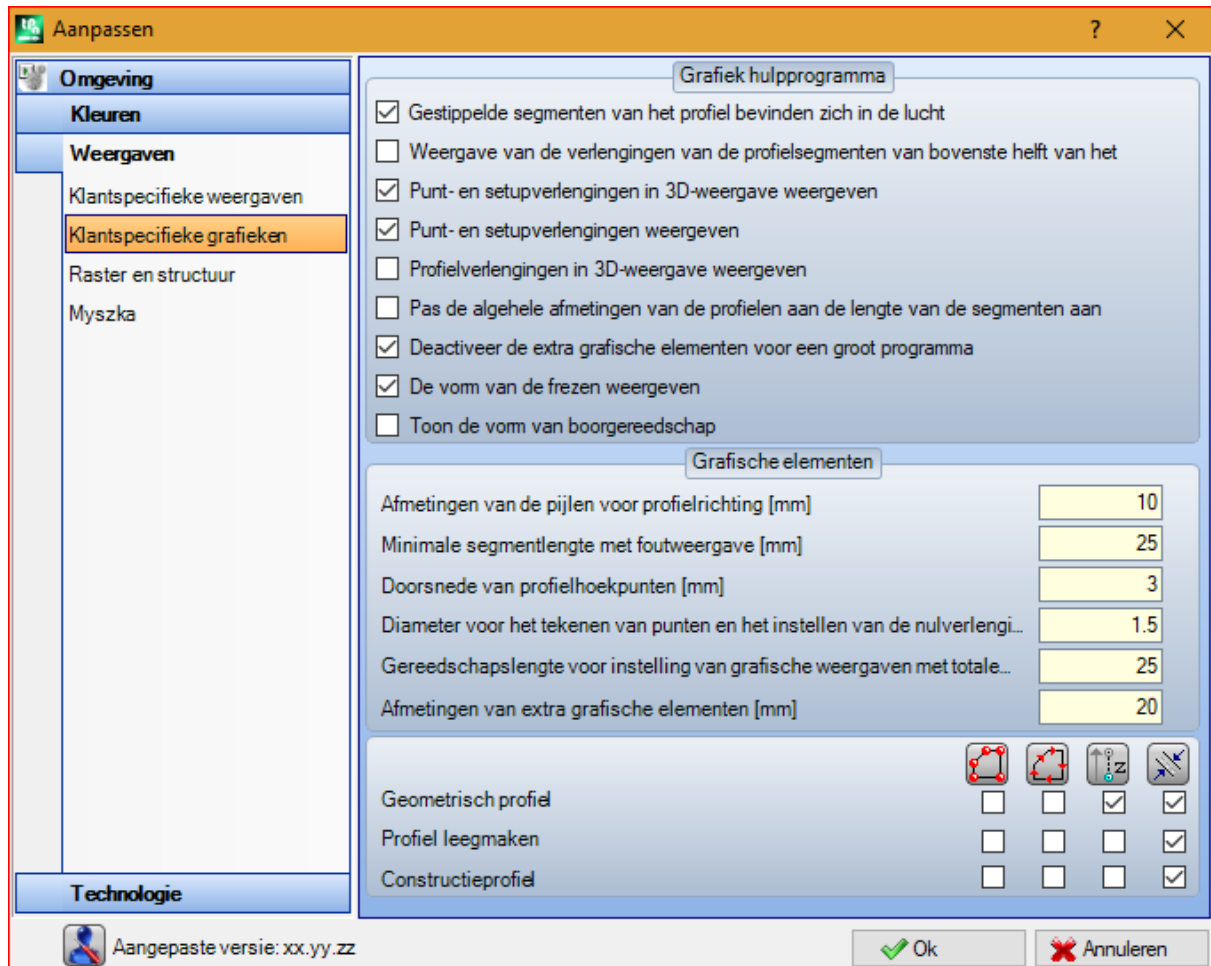 Aanpassen
?
Omgeving
Kleuren
Weergaven
Klantspecifieke weergaven
Klantspecifieke grafieken
Raster en structuur
Myszka
Technologie
Grafiek hulpprogramma
Gestippelde segmenten van het profiel bevinden zich in de lucht
Weergave van de verlengingen van de profielsegmenten van bovenste helft van het
Punt- en setupverlengingen in 3D-weergave weergeven
Punt- en setupverlengingen weergeven
Profielverlengingen in 3D-weergave weergeven
Pas de algehele afmetingen van de profielen aan de lengte van de segmenten aan
Deactiveer de extra grafische elementen voor een groot programma
De vorm van de frezen weergeven
Toon de vorm van boorgereedschap
Grafische elementen
Afmetingen van de pijlen voor profielrichting [mm] 10
Minimale segmentlengte met foutweergave [mm] 25
Doorsnede van profielhoekpunten [mm] 3
Diameter voor het tekenen van punten en het instellen van de nulverlengi... 1.5
Gereedschapslengte voor instelling van grafische weergaven met totale... 25
Afmetingen van extra grafische elementen [mm] 20
z
Geometrisch profiel
Profiel leegmaken
Constructieprofiel
Aangepaste versie: xx.yy.zz
Ok
Annuleren